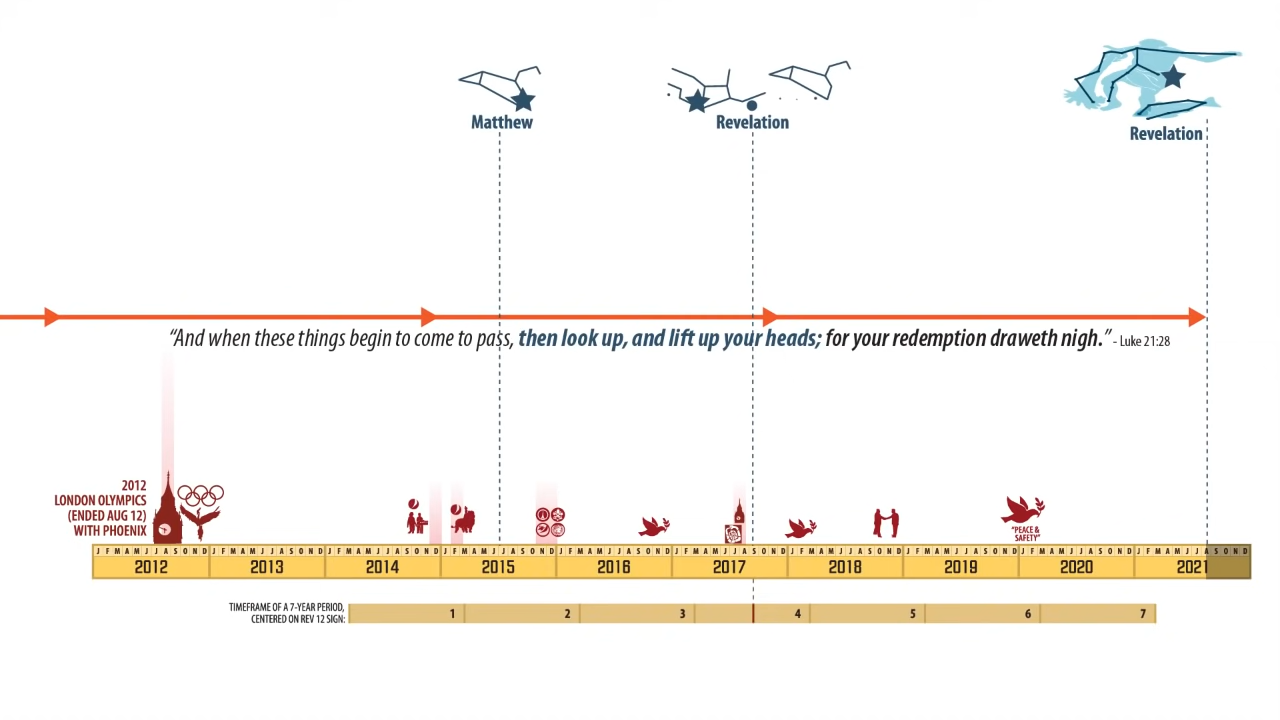 Matthew
Revelation
Revelation
“And when these things begin to come to pass, then look up, and lift up your heads; for your redemption draweth nigh.” - Luke 21:28
2012
LONDON OLYMPICS
(ENDED AUG 12)
WITH PHOENIX
"PEACE &
SAFETY"
J F M A M J J A S O N D J F M A M J J A S O N D J F M A M J J A S O N D J F M A M J J A S O N D J F M A M J J A S O N D J F M A M J J A S O N D J F M A M J J A S O N D J F M A M J J A S O N D J F M A M J J A S O N D J F M A M J J A S O N D
2012 2013 2014 2015 2016 2017 2018 2019 2020 2021
TIMEFRAME OF A 7-YEAR PERIOD,
CENTERED ON REV 12 SIGN:
1 2 3 4 5 6 7